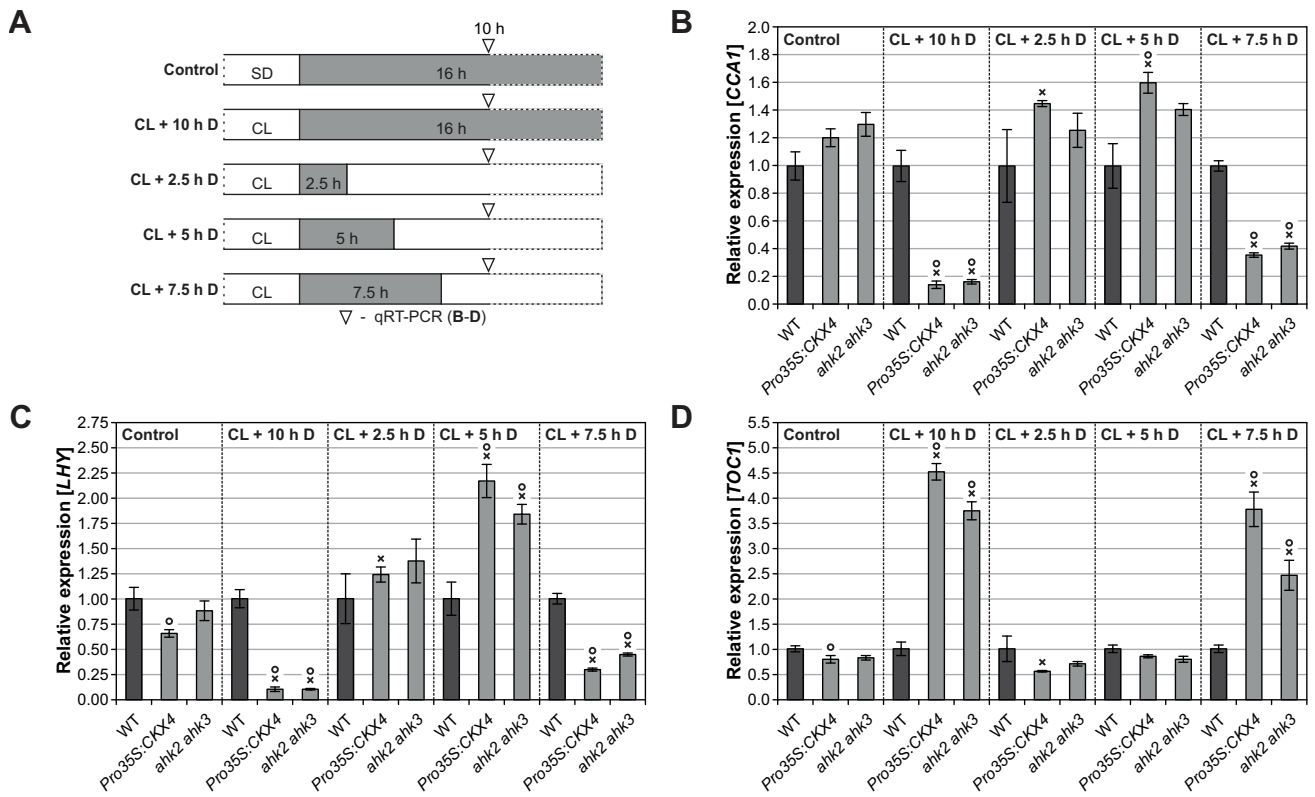 A
10 h
Control
SD
16 h
CL + 10 h D
CL
16 h
CL + 2.5 h D
CL
2.5 h
CL + 5 h D
CL
5 h
CL + 7.5 h D
CL
7.5 h
▽ - qRT-PCR (B-D)
B
Relative expression [CCA1]
2.0
1.8
1.6
1.4
1.2
1.0
0.8
0.6
0.4
0.2
0.0
Control
CL + 10 h D
CL + 2.5 h D
CL + 5 h D
CL + 7.5 h D
o o o o o
x x x x x x
WT
Pro35S:CKX4
ahk2 ahk3
WT
Pro35S:CKX4
ahk2 ahk3
WT
Pro35S:CKX4
ahk2 ahk3
WT
Pro35S:CKX4
ahk2 ahk3
WT
Pro35S:CKX4
ahk2 ahk3
C
Relative expression [LHY]
2.75
2.50
2.25
2.00
1.75
1.50
1.25
1.00
0.75
0.50
0.25
0.00
Control
CL + 10 h D
CL + 2.5 h D
CL + 5 h D
CL + 7.5 h D
o o o o o o o
x x x x x x x
WT
Pro35S:CKX4
ahk2 ahk3
WT
Pro35S:CKX4
ahk2 ahk3
WT
Pro35S:CKX4
ahk2 ahk3
WT
Pro35S:CKX4
ahk2 ahk3
WT
Pro35S:CKX4
ahk2 ahk3
D
Relative expression [TOC1]
5.5
5.0
4.5
4.0
3.5
3.0
2.5
2.0
1.5
1.0
0.5
0.0
Control
CL + 10 h D
CL + 2.5 h D
CL + 5 h D
CL + 7.5 h D
o o o o o
x x x x x
WT
Pro35S:CKX4
ahk2 ahk3
WT
Pro35S:CKX4
ahk2 ahk3
WT
Pro35S:CKX4
ahk2 ahk3
WT
Pro35S:CKX4
ahk2 ahk3
WT
Pro35S:CKX4
ahk2 ahk3